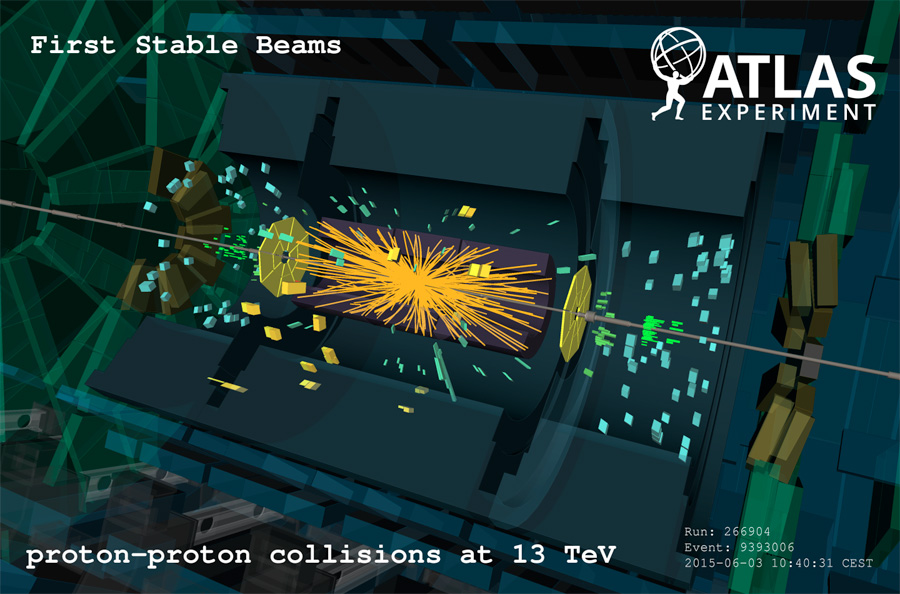 First Stable Beams
ATLAS
EXPERIMENT
proton-proton collisions at 13 TeV
Run: 266904
Event: 9393006
2015-06-03 10:40:31 CEST